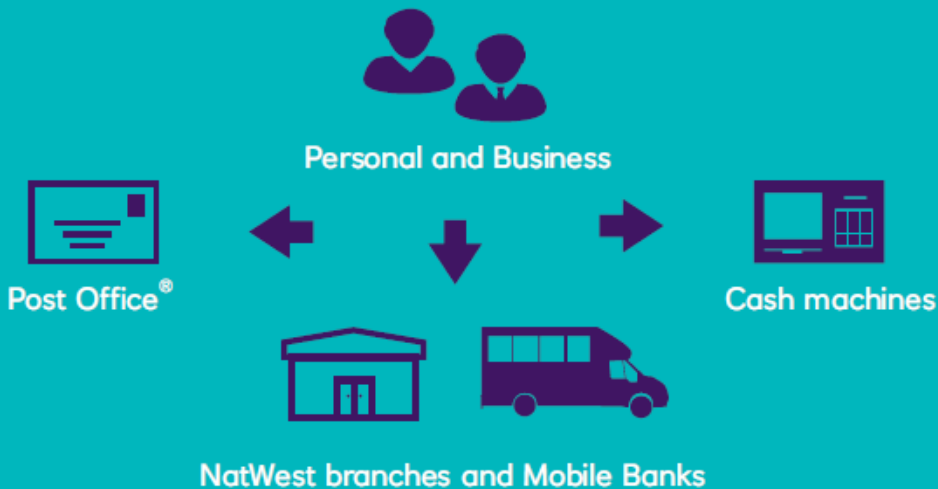 Personal and Business
Post Office®
Cash machines
NatWest branches and Mobile Banks